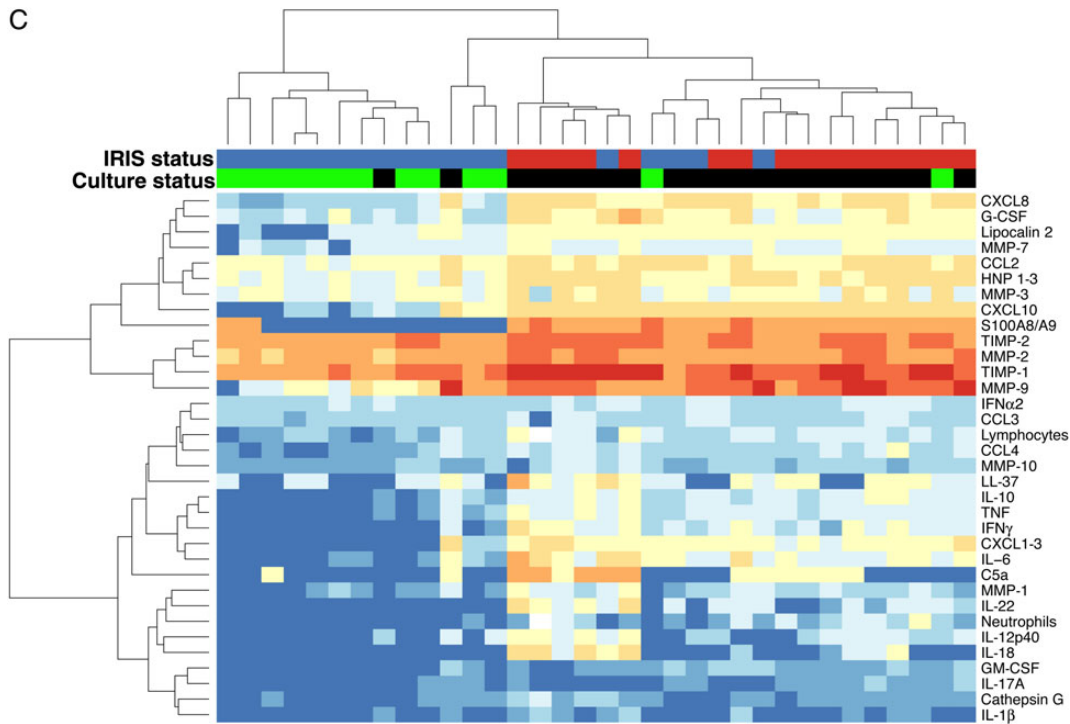 C
IRIS status
Culture status
CXCL8
G-CSF
Lipocalin 2
MMP-7
CCL2
HNP 1-3
MMP-3
CXCL10
S100A8/A9
TIMP-2
MMP-2
TIMP-1
MMP-9
IFNα2
CCL3
Lymphocytes
CCL4
MMP-10
LL-37
IL-10
TNF
IFNγ
CXCL1-3
IL-6
C5a
MMP-1
IL-22
Neutrophils
IL-12p40
IL-18
GM-CSF
IL-17A
Cathepsin G
IL-1β